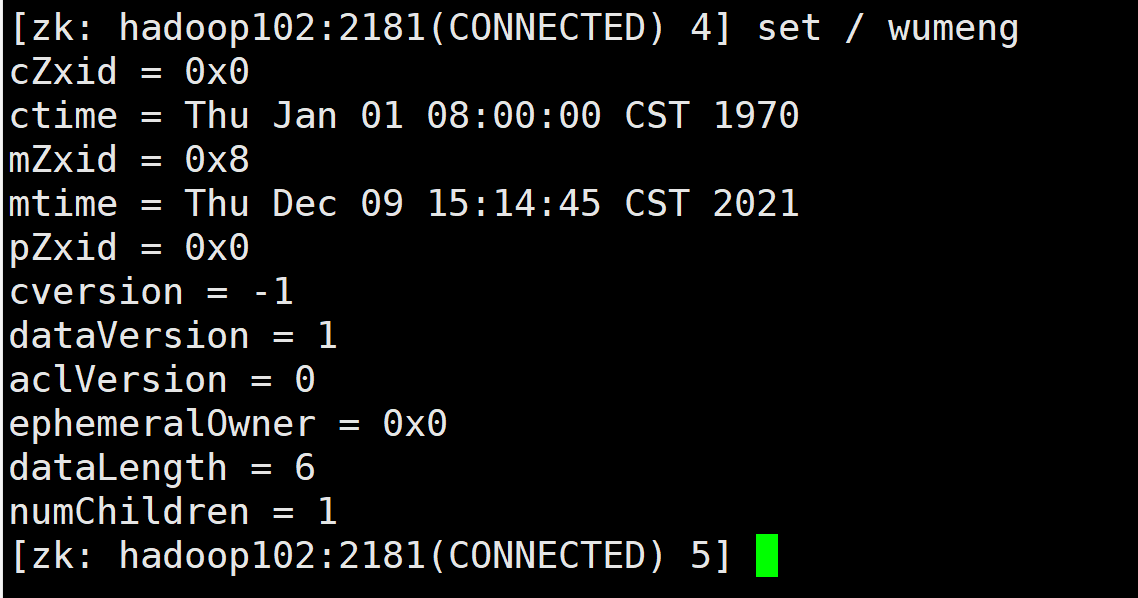 [zk: hadoop102:2181(CONNECTED) 4] set / wumeng
cZxid = 0x0
ctime = Thu Jan 01 08:00:00 CST 1970
mZxid = 0x8
mtime = Thu Dec 09 15:14:45 CST 2021
pZxid = 0x0
cversion = -1
dataVersion = 1
aclVersion = 0
ephemeralOwner = 0x0
dataLength = 6
numChildren = 1
[zk: hadoop102:2181(CONNECTED) 5]